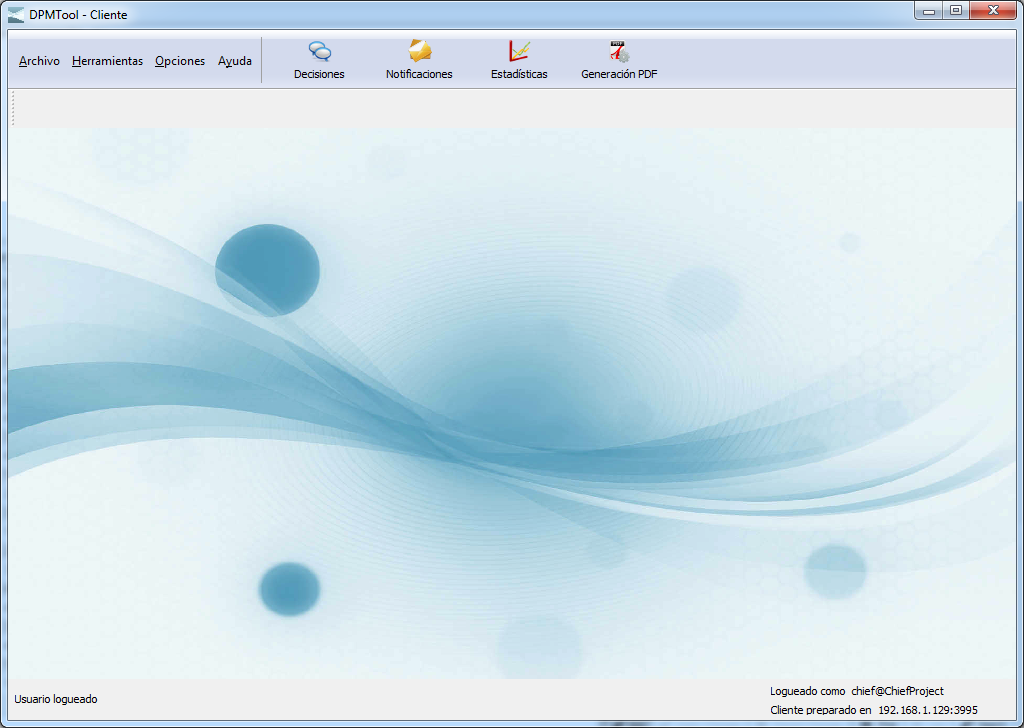 DPMTool - Cliente
Archivo Herramientas Opciones Ayuda
Decisiones Notificaciones Estadísticas Generación PDF
Usuario logueado
Logueado como chief@ChiefProject
Cliente preparado en 192.168.1.129:3995